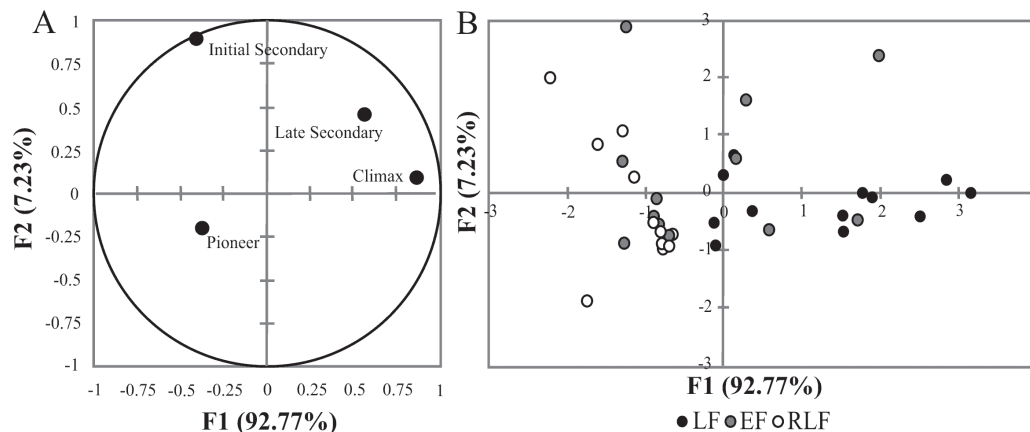 A
1
0.75
0.5
0.25
0
-0.25
-0.5
-0.75
-1
F2 (7.23%)
Initial Secondary
Late Secondary
Climax
Pioneer
-1 -0.75 -0.5 -0.25 0 0.25 0.5 0.75 1
F1 (92.77%)
B
3
2
1
0
-1
-2
-3
F2 (7.23%)
-3 -2 -1 0 1 2 3
F1 (92.77%)
LF EF RLF